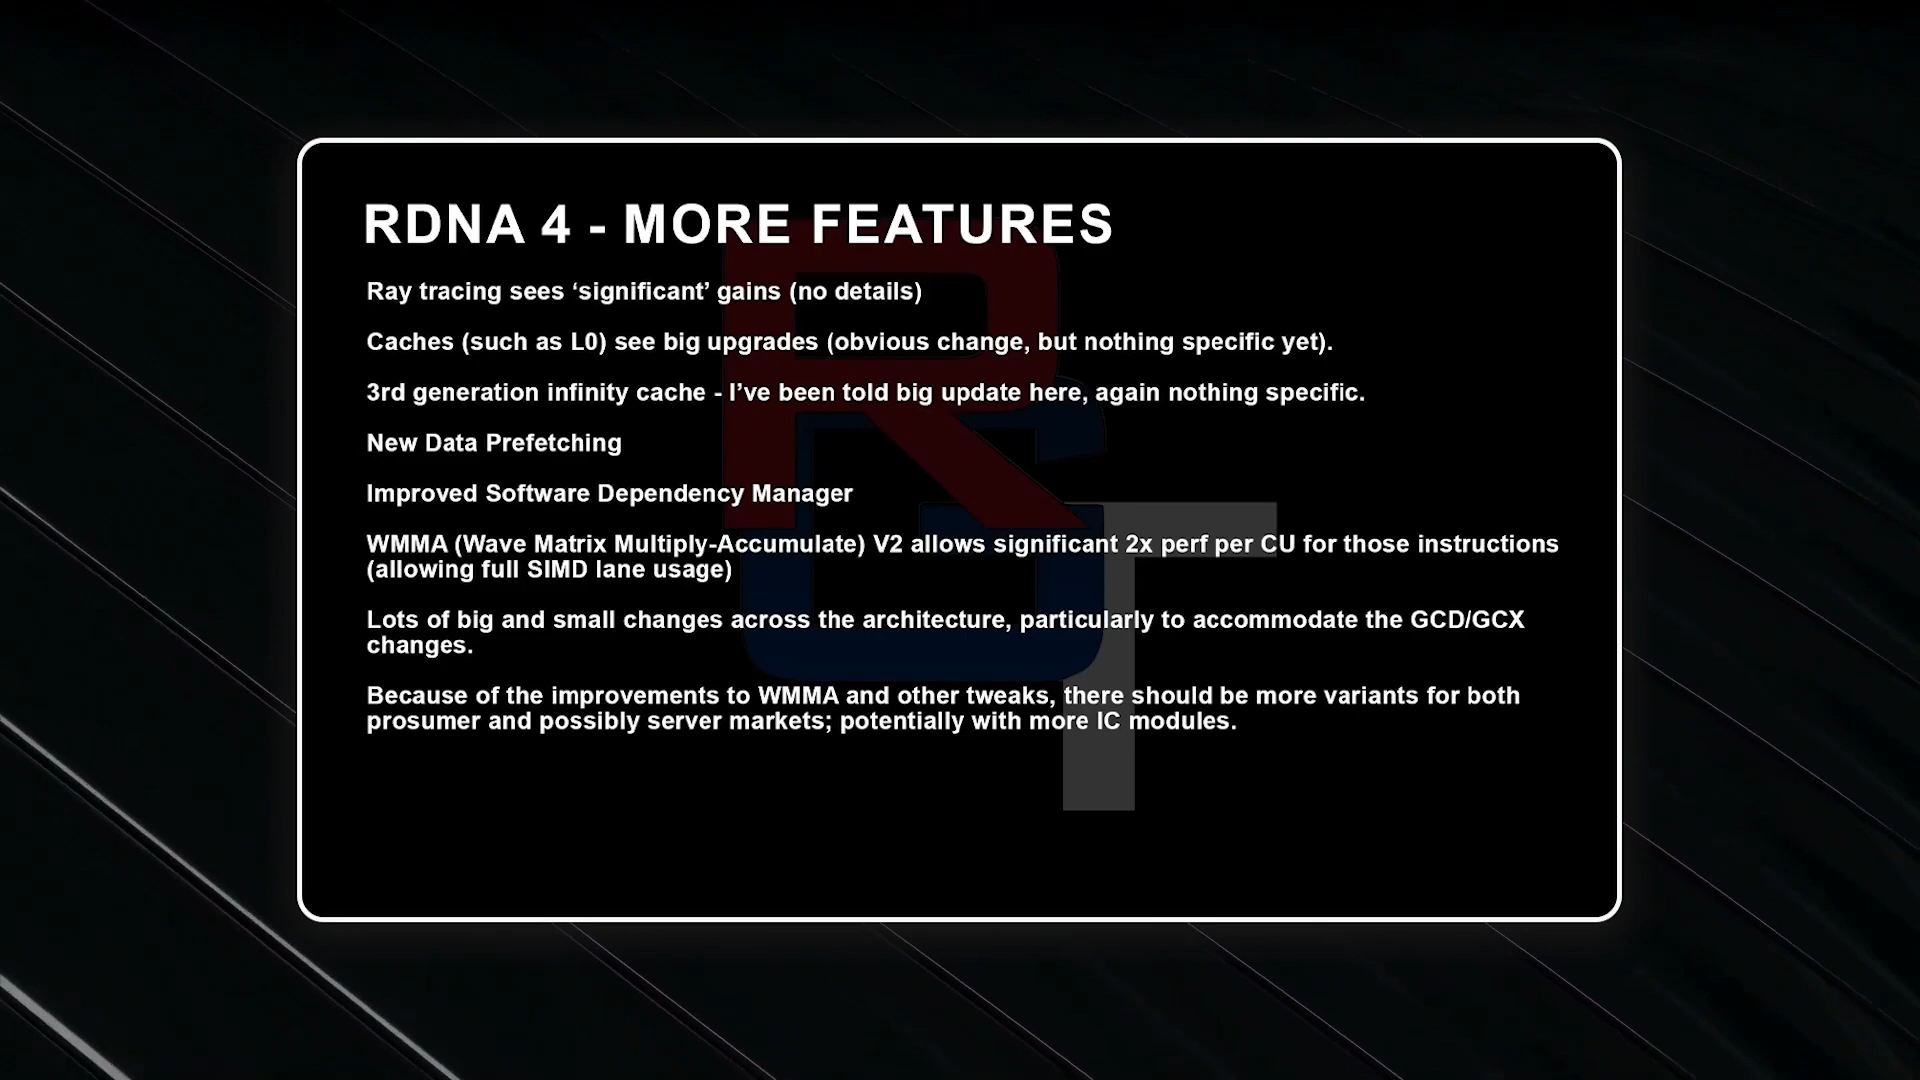 RDNA 4 - MORE FEATURES
Ray tracing sees ‘significant’ gains (no details)
Caches (such as L0) see big upgrades (obvious change, but nothing specific yet).
3rd generation infinity cache - I’ve been told big update here, again nothing specific.
New Data Prefetching
Improved Software Dependency Manager
WMMA (Wave Matrix Multiply-Accumulate) V2 allows significant 2x perf per CU for those instructions
(allowing full SIMD lane usage)
Lots of big and small changes across the architecture, particularly to accommodate the GCD/GCX
changes.
Because of the improvements to WMMA and other tweaks, there should be more variants for both
prosumer and possibly server markets; potentially with more IC modules.
RGT